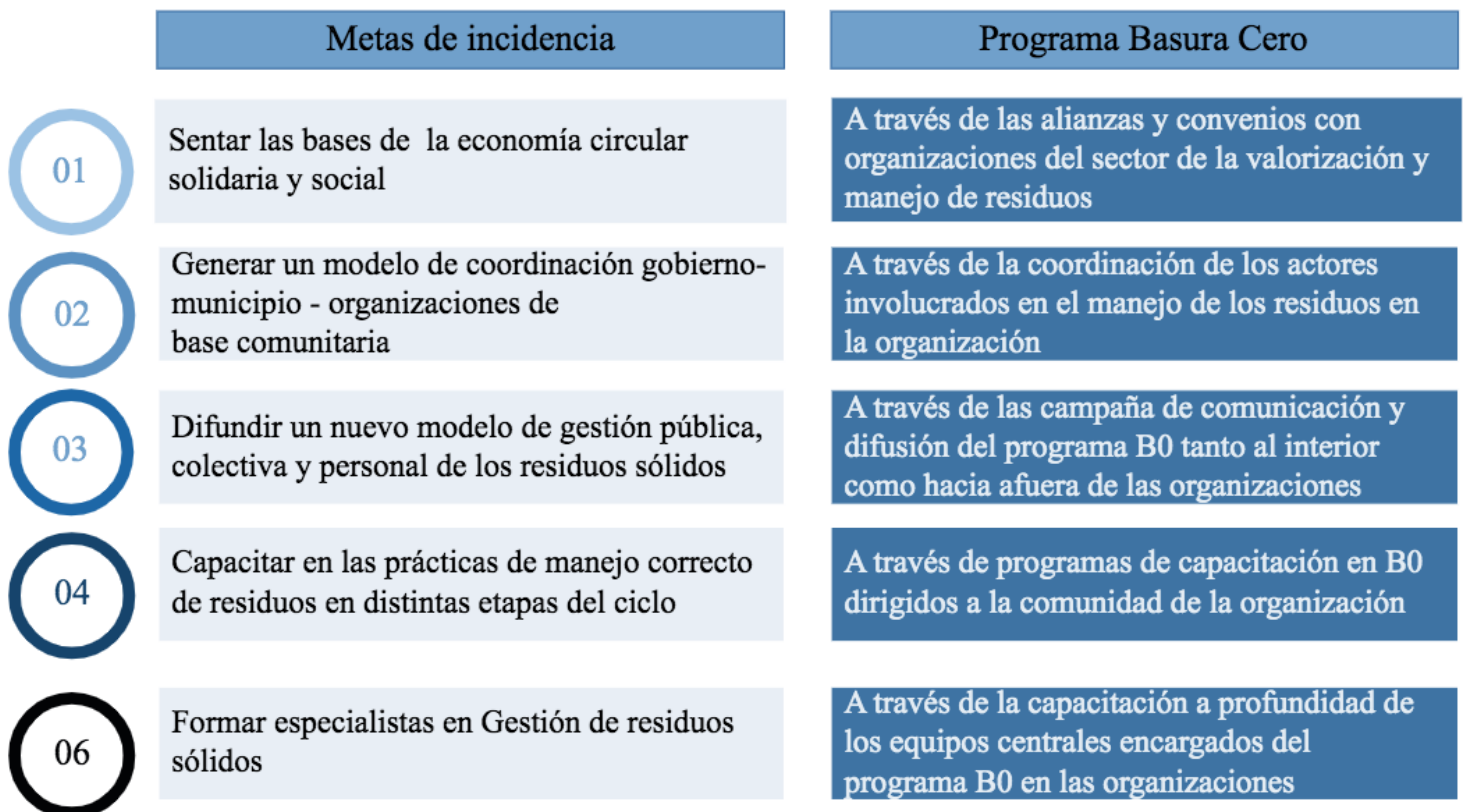 Metas de incidencia
Programa Basura Cero
01
Sentar las bases de  la economía circular
solidaria y social
A través de las alianzas y convenios con
organizaciones del sector de la valorización y
manejo de residuos
02
Generar un modelo de coordinación gobierno-
municipio - organizaciones de
base comunitaria
A través de la coordinación de los actores
involucrados en el manejo de los residuos en
la organización
03
Difundir un nuevo modelo de gestión pública,
colectiva y personal de los residuos sólidos
A través de las campaña de comunicación y
difusión del programa B0 tanto al interior
como hacia afuera de las organizaciones
04
Capacitar en las prácticas de manejo correcto
de residuos en distintas etapas del ciclo
A través de programas de capacitación en B0
dirigidos a la comunidad de la organización
06
Formar especialistas en Gestión de residuos
sólidos
A través de la capacitación a profundidad de
los equipos centrales encargados del
programa B0 en las organizaciones